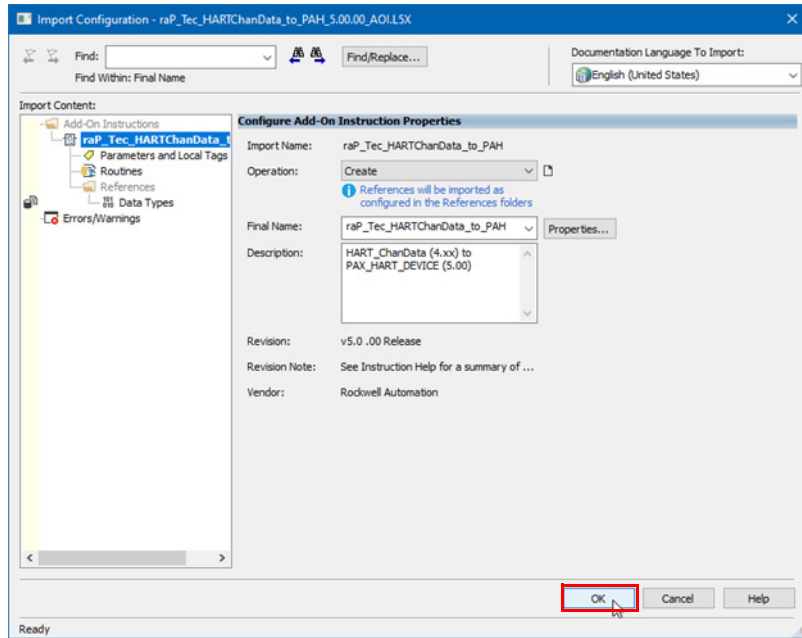 Import Configuration - raP_Tec_HARTChanData_to_PAH_5.00.00_AOI.L5X
Find:
Find/Replace...
Find Within: Final Name
Documentation Language To Import:
English (United States)
Import Content:
Add-On Instructions
raP_Tec_HARTChanData_t
Parameters and Local Tags
Routines
References
Data Types
Errors/Warnings
Configure Add-On Instruction Properties
Import Name: raP_Tec_HARTChanData_to_PAH
Operation: Create
References will be imported as
configured in the References folders
Final Name: raP_Tec_HARTChanData_to_PAH Properties...
Description: HART_ChanData (4.xx) to
PAX_HART_DEVICE (5.00)
Revision: v5.0 .00 Release
Revision Note: See Instruction Help for a summary of ...
Vendor: Rockwell Automation
OK Cancel Help
Ready